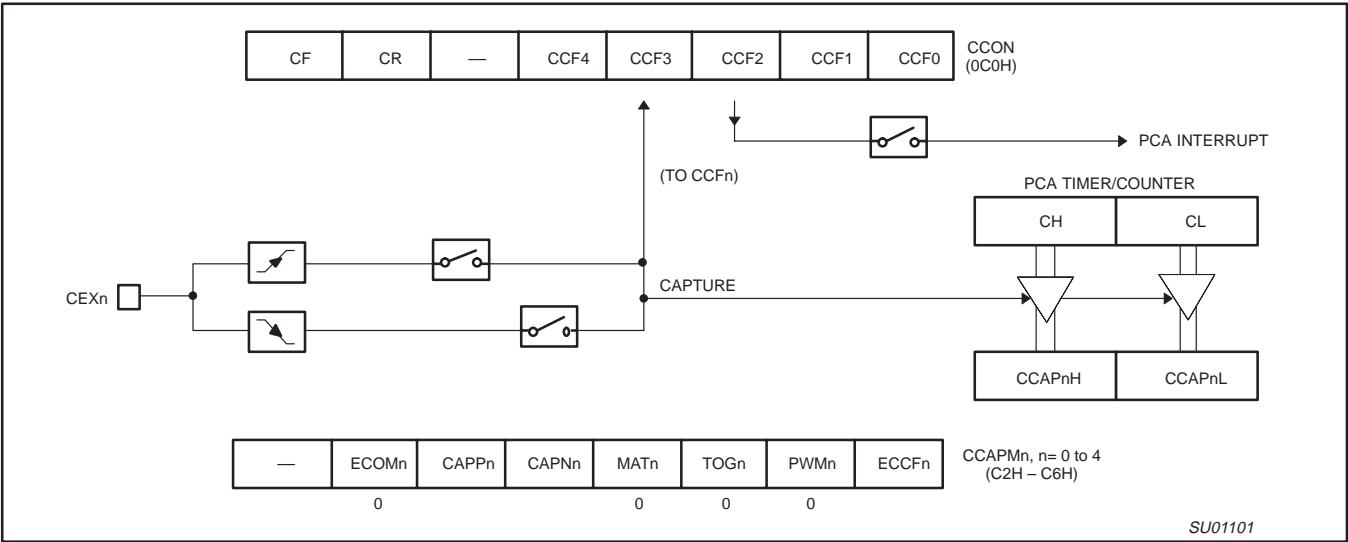 CF CR — CCF4 CCF3 CCF2 CCF1 CCF0
CCON
(0C0H)
PCA INTERRUPT
(TO CCFn)
PCA TIMER/COUNTER
CH CL
CEXn
CAPTURE
CCAPnH CCAPnL
— ECOMn CAPPn CAPNn MATn TOGn PWMn ECCFn
CCAPMn, n= 0 to 4
(C2H – C6H)
0 0 0 0
SU01101